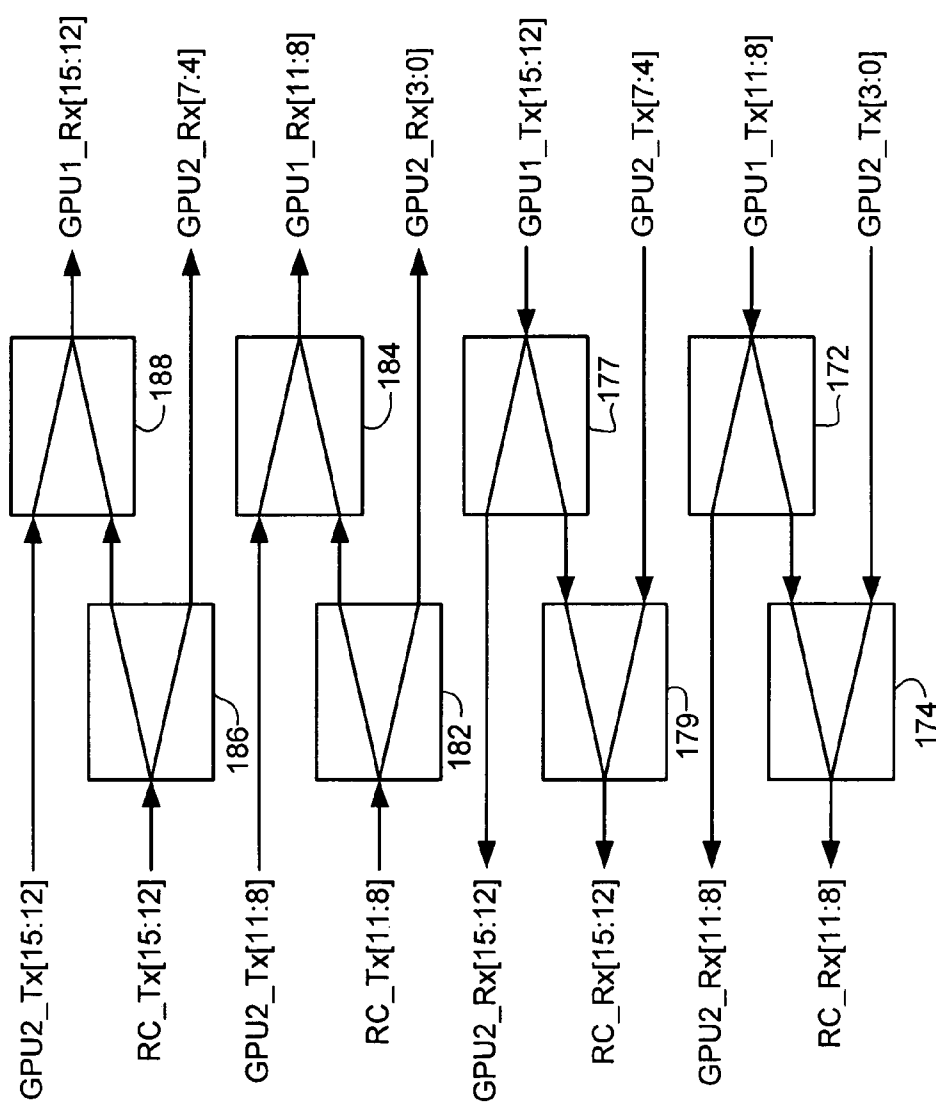 GPU2_Tx[15:12]
GPU1_Rx[15:12]
188
RC_Tx[15:12]
GPU2_Rx[7:4]
186
GPU2_Tx[11:8]
GPU1_Rx[11:8]
184
RC_Tx[11:8]
GPU2_Rx[3:0]
182
GPU2_Rx[15:12]
GPU1_Tx[15:12]
177
RC_Rx[15:12]
GPU2_Tx[7:4]
179
GPU2_Rx[11:8]
GPU1_Tx[11:8]
172
RC_Rx[11:8]
GPU2_Tx[3:0]
174